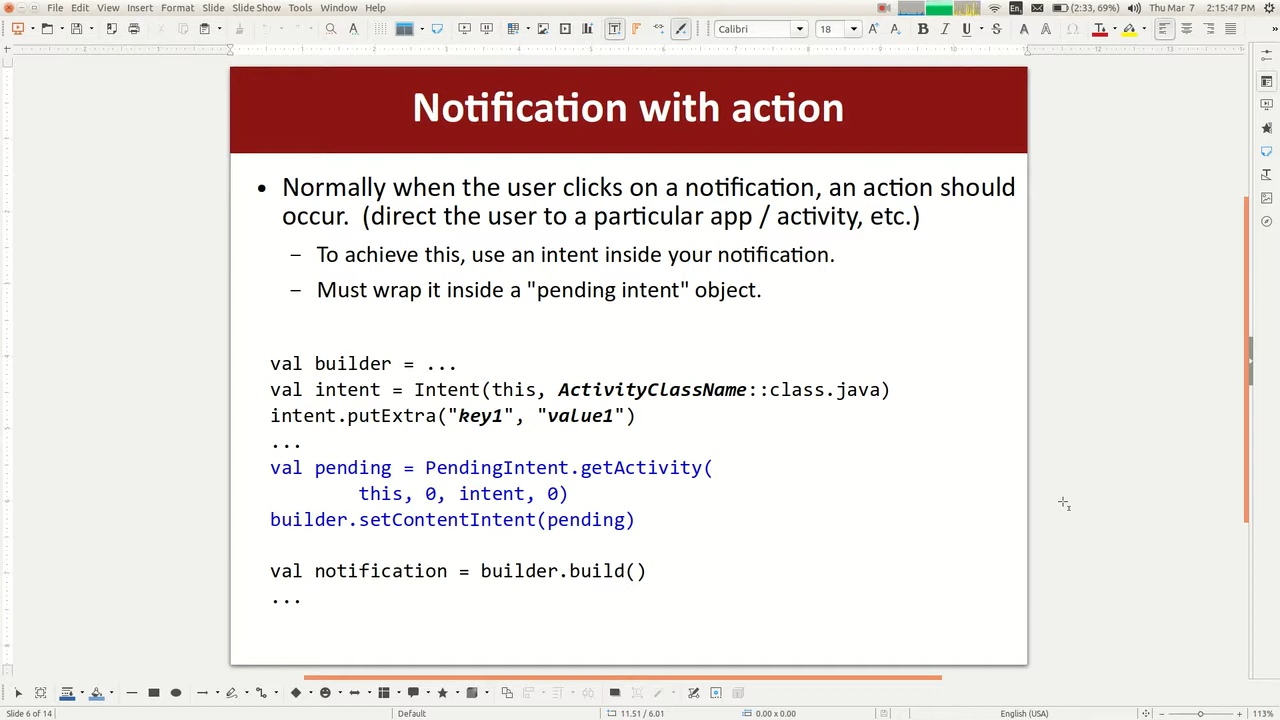 File Edit View Insert Format Slide Slide Show Tools Window Help
En (2:33, 69%) Thu Mar 7 2:15:47 PM
Calibri 18
Notification with action
• Normally when the user clicks on a notification, an action should
occur. (direct the user to a particular app / activity, etc.)
– To achieve this, use an intent inside your notification.
– Must wrap it inside a "pending intent" object.
val builder = ...
val intent = Intent(this, ActivityClassName::class.java)
intent.putExtra("key1", "value1")
...
val pending = PendingIntent.getActivity(
this, 0, intent, 0)
builder.setContentIntent(pending)
val notification = builder.build()
...
Slide 6 of 14 Default 11.51 / 6.01 0.00 x 0.00 English (USA) 113%